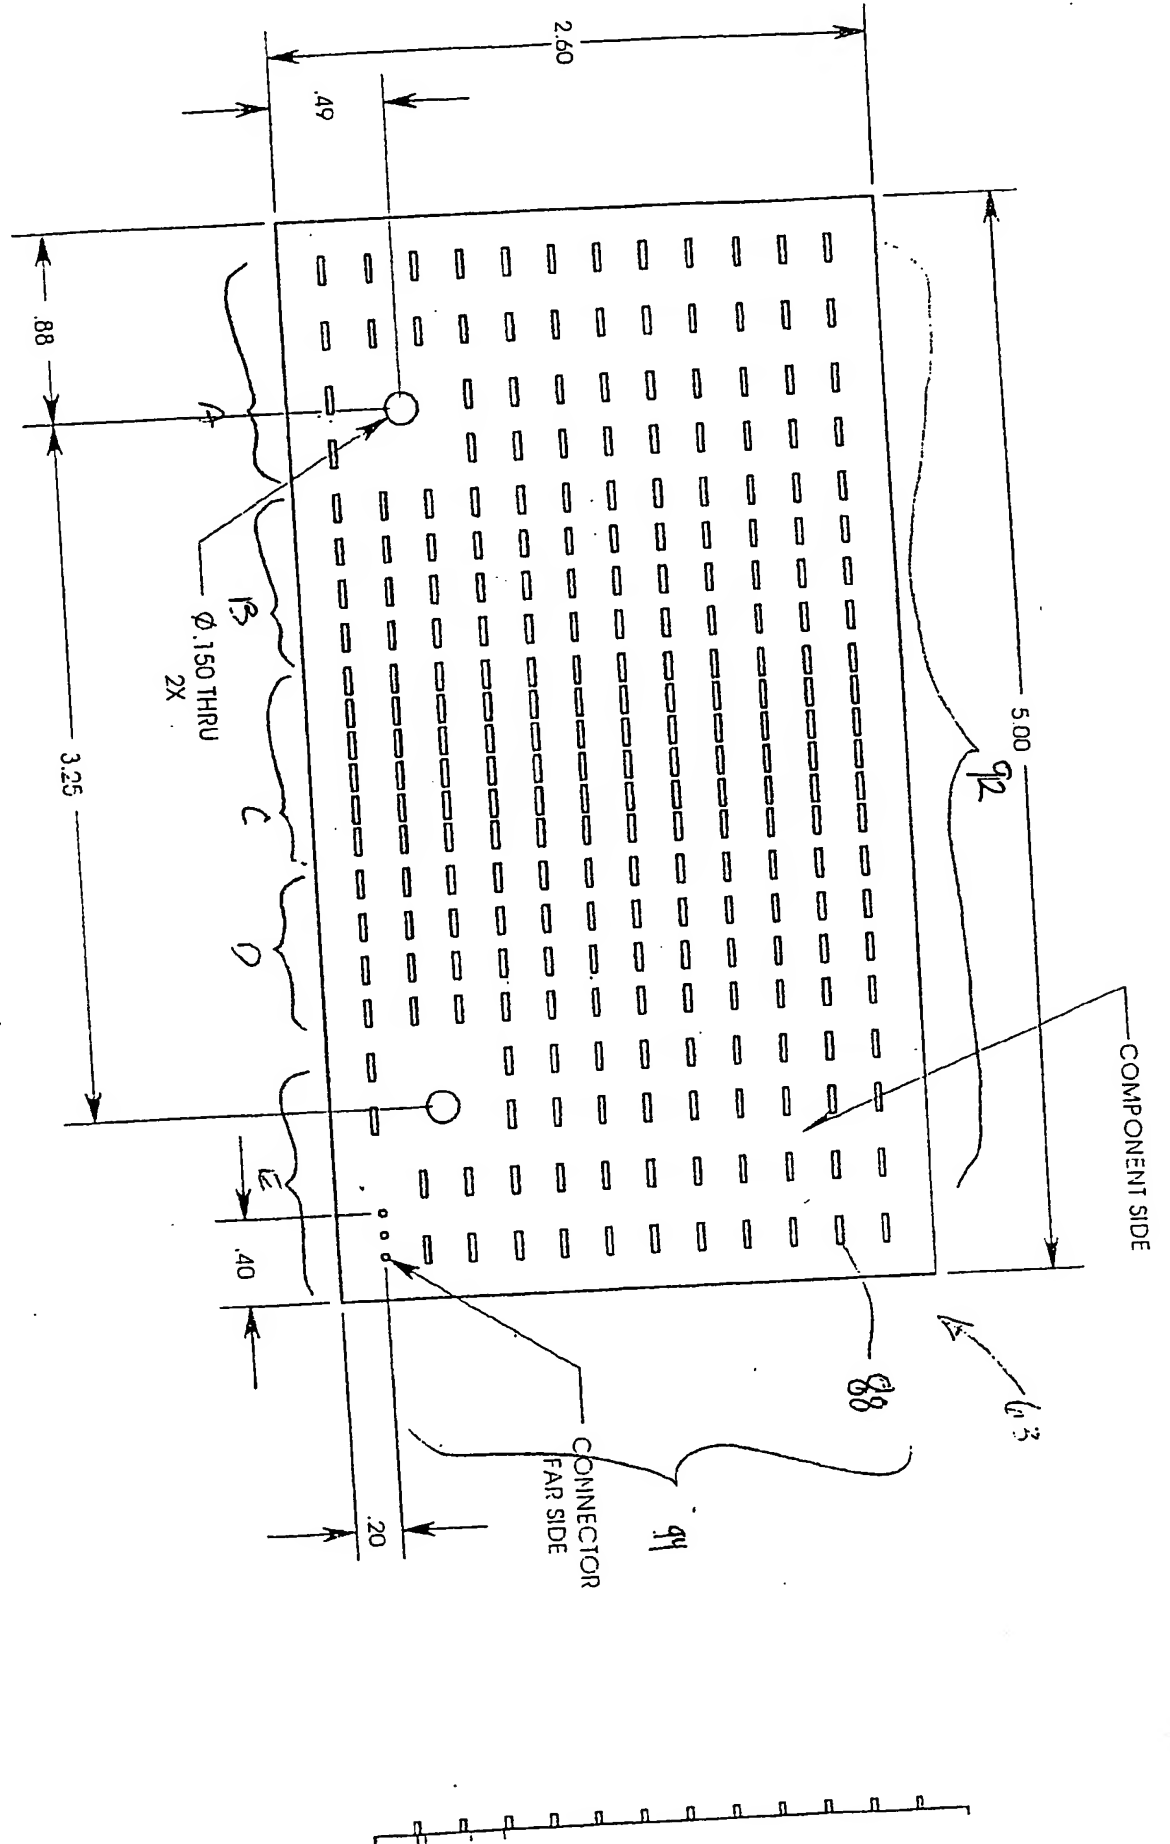 2.60
.49
.88
A
Ø.150 THRU
2X
B
3.25
C
D
E
.40
.20
5.00
92
COMPONENT SIDE
63
88
CONNECTOR
FAR SIDE
94